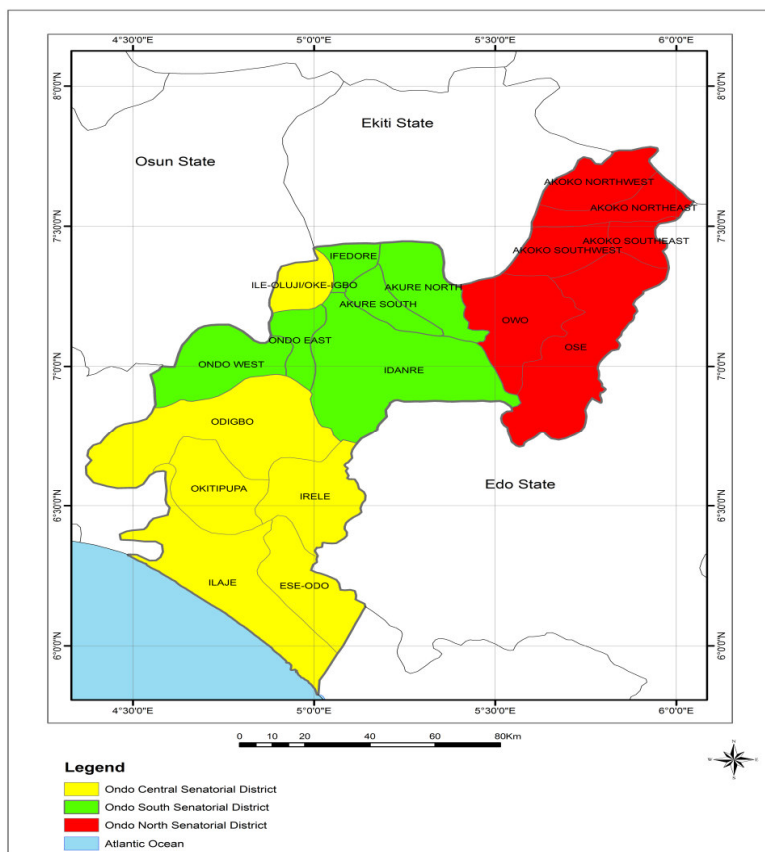 4°30'0"E 5°0'0"E 5°30'0"E 6°0'0"E
8°0'0"N 8°0'0"N
Ekiti State
Osun State
AKOKO NORTHWEST
AKOKO NORTHEAST
7°30'0"N 7°30'0"N
AKOKO SOUTHEAST
AKOKO SOUTHWEST
IFEDORE
ILE-OLUJI/OKE-IGBO
AKURE NORTH
AKURE SOUTH
OWO
ONDO EAST
OSE
ONDO WEST
IDANRE
7°0'0"N 7°0'0"N
ODIGBO
Edo State
OKITIPUPA
IRELE
6°30'0"N 6°30'0"N
ILAJE
ESE-ODO
6°0'0"N 6°0'0"N
4°30'0"E 5°0'0"E 5°30'0"E 6°0'0"E
0 10 20 40 60 80Km
Legend
Ondo Central Senatorial District
Ondo South Senatorial District
Ondo North Senatorial District
Atlantic Ocean
N
W E
S